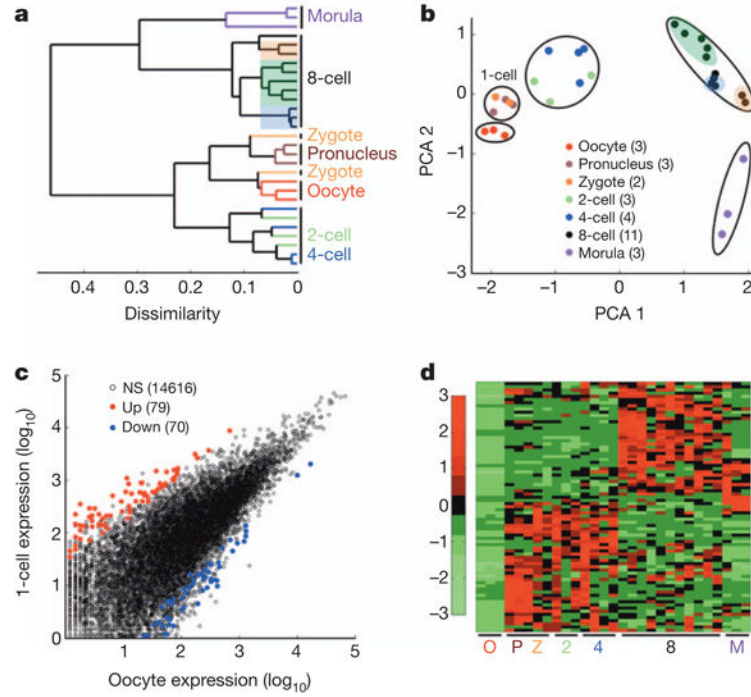 a
Morula
8-cell
Zygote
Pronucleus
Zygote
Oocyte
2-cell
4-cell
0.4 0.3 0.2 0.1 0
Dissimilarity
b
PCA 2
1
0
−1
−2
−3
1-cell
Oocyte (3)
Pronucleus (3)
Zygote (2)
2-cell (3)
4-cell (4)
8-cell (11)
Morula (3)
−2 −1 0 1 2
PCA 1
c
1-cell expression (log10)
5
4
3
2
1
0
NS (14616)
Up (79)
Down (70)
1 2 3 4 5
Oocyte expression (log10)
d
3
2
1
0
−1
−2
−3
O P Z 2 4 8 M